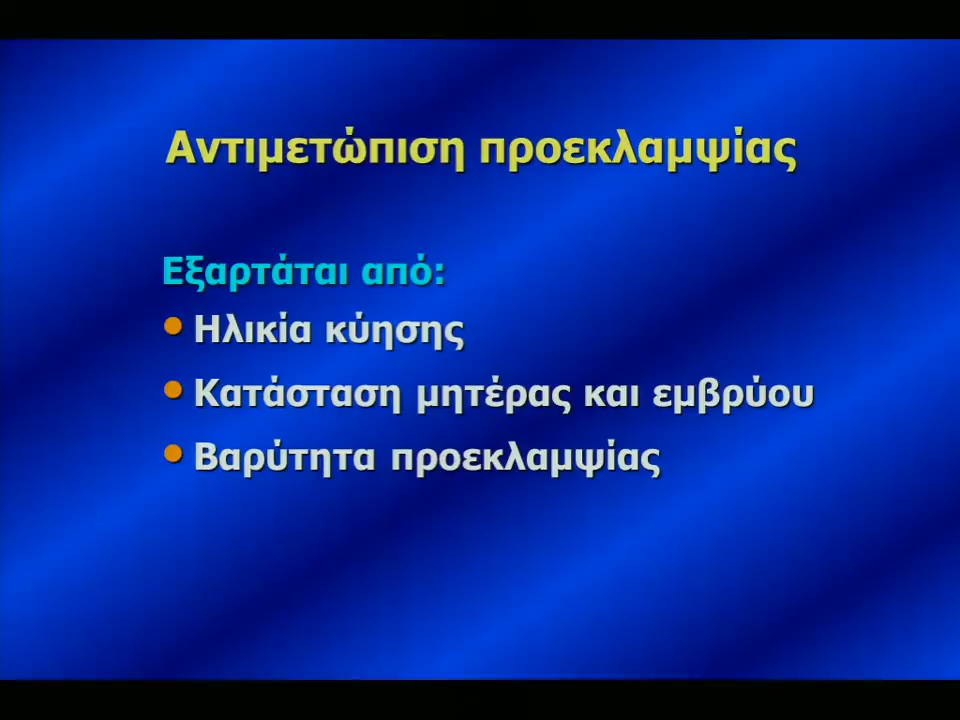 Αντιμετώπιση προεκλαμψίας
Εξαρτάται από:
• Ηλικία κύησης
• Κατάσταση μητέρας και εμβρύου
• Βαρύτητα προεκλαμψίας